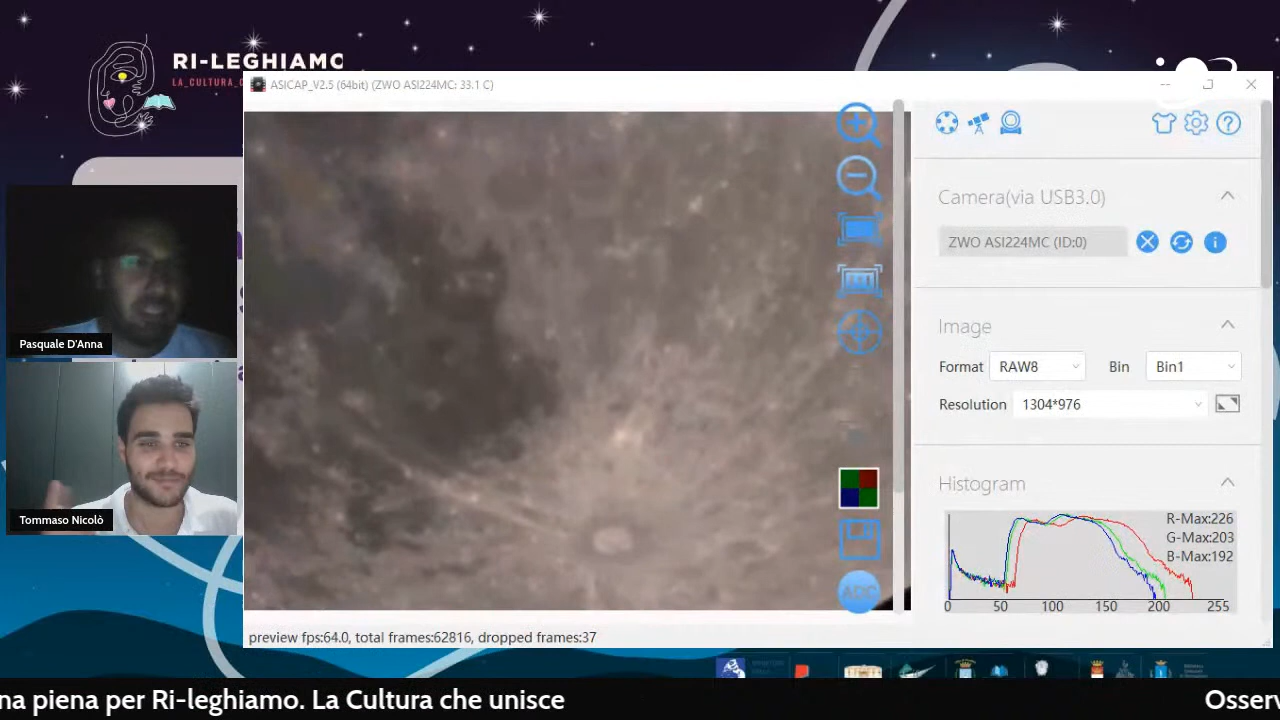 RI-LEGHIAMO
LA_CULTURA_
ASICAP_V2.5 (64bit) (ZWO ASI224MC: 33.1 C)
Camera(via USB3.0)
ZWO ASI224MC (ID:0)
Image
Format RAW8 Bin Bin1
Resolution 1304*976
Histogram
R-Max:226
G-Max:203
B-Max:192
0 50 100 150 200 255
Pasquale D'Anna
Tommaso Nicolò
preview fps:64.0, total frames:62816, dropped frames:37
na piena per Ri-leghiamo. La Cultura che unisce
Osserv